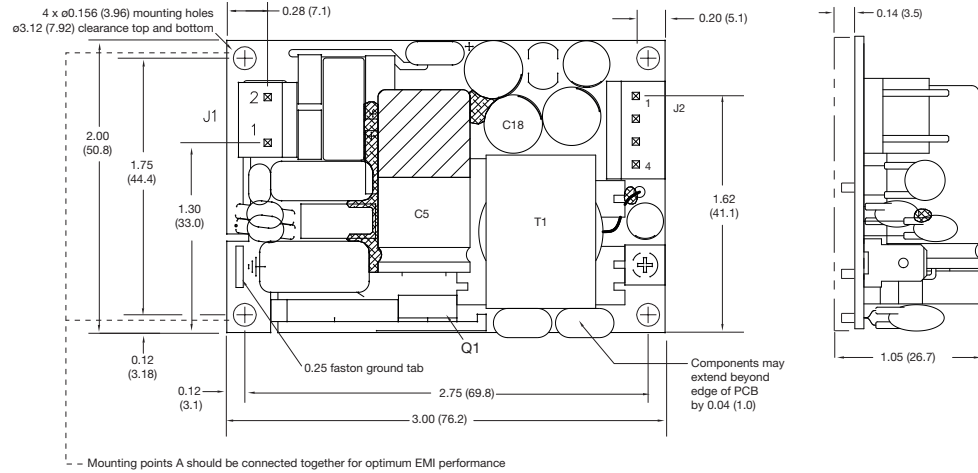 4 x ø0.156 (3.96) mounting holes
ø3.12 (7.92) clearance top and bottom
0.28 (7.1)
0.20 (5.1)
0.14 (3.5)
J1
2
1
+
C18
1
4
J2
2.00
(50.8)
1.75
(44.4)
1.30
(33.0)
C5
T1
1.62
(41.1)
Q1
0.12
(3.18)
0.25 faston ground tab
0.12
(3.1)
2.75 (69.8)
3.00 (76.2)
Components may
extend beyond
edge of PCB
by 0.04 (1.0)
1.05 (26.7)
Mounting points A should be connected together for optimum EMI performance